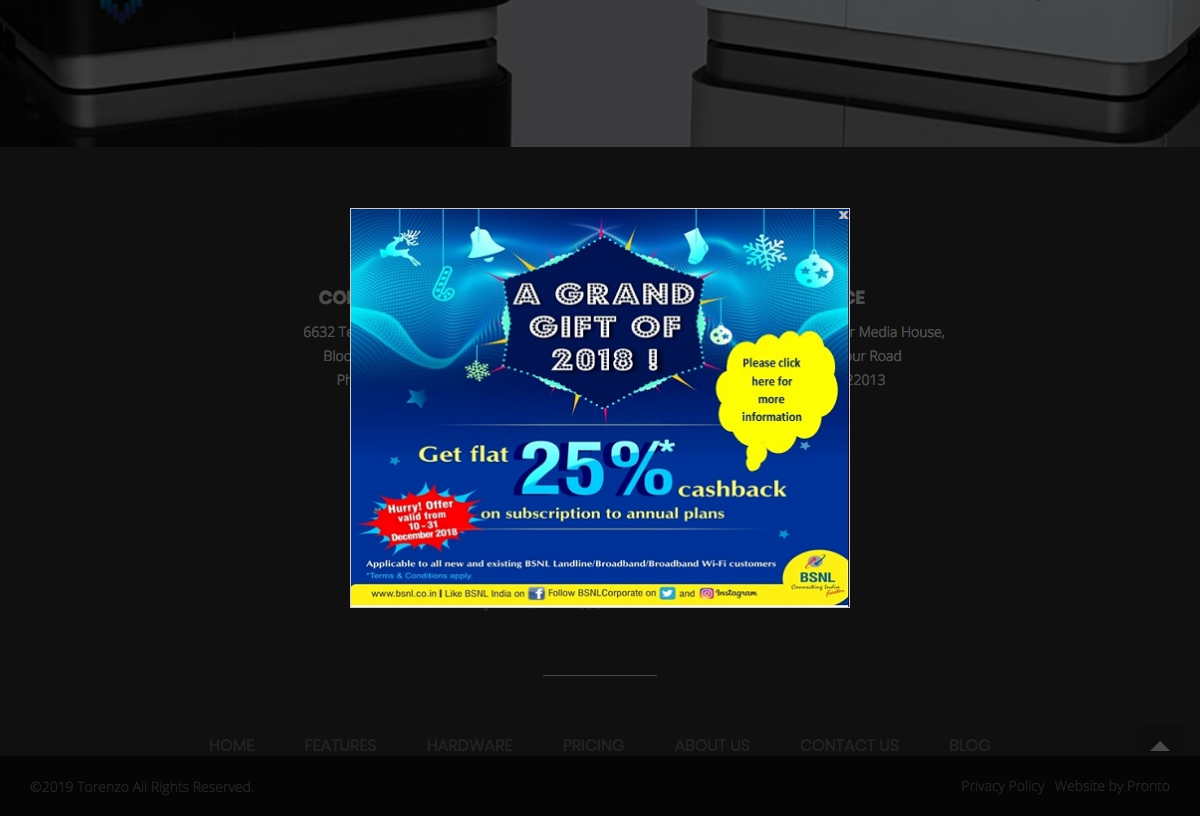 A GRAND
GIFT OF
2018 !
Please click
here for
more
information
Get flat 25%* cashback
on subscription to annual plans
Hurry! Offer
valid from
10 - 31
December 2018
Applicable to all new and existing BSNL Landline/Broadband/Broadband Wi-Fi customers
*Terms & Conditions apply.
www.bsnl.co.in | Like BSNL India on Follow BSNLCorporate on and Instagram
BSNL
Connecting India
faster
6632
Media House,
Road
22013
HOME FEATURES HARDWARE PRICING ABOUT US CONTACT US BLOG
©2019 Torenzo All Rights Reserved.
Privacy Policy Website by Pronto